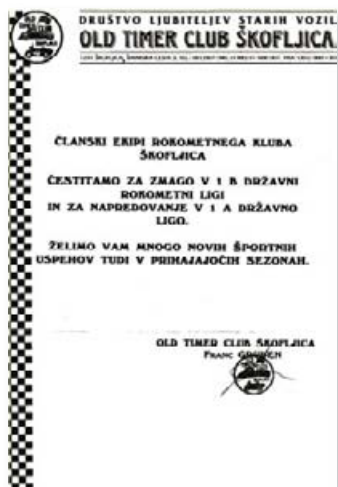 DRUŠTVO LJUBITELJEV STARIH VOZIL
OLD TIMER CLUB ŠKOFLJICA
ČLANSKI EKIPI ROKOMETNEGA KLUBA
ŠKOFLJICA
ČESTITAMO ZA ZMAGO V 1 B DRŽAVNI
ROKOMETNI LIGI
IN ZA NAPREDOVANJE V 1 A DRŽAVNO
LIGO.
ŽELIMO VAM MNOGO NOVIH ŠPORTNIH
USPEHOV TUDI V PRIHAJAJOČIH SEZONAH.
OLD TIMER CLUB ŠKOFLJICA
FRANC